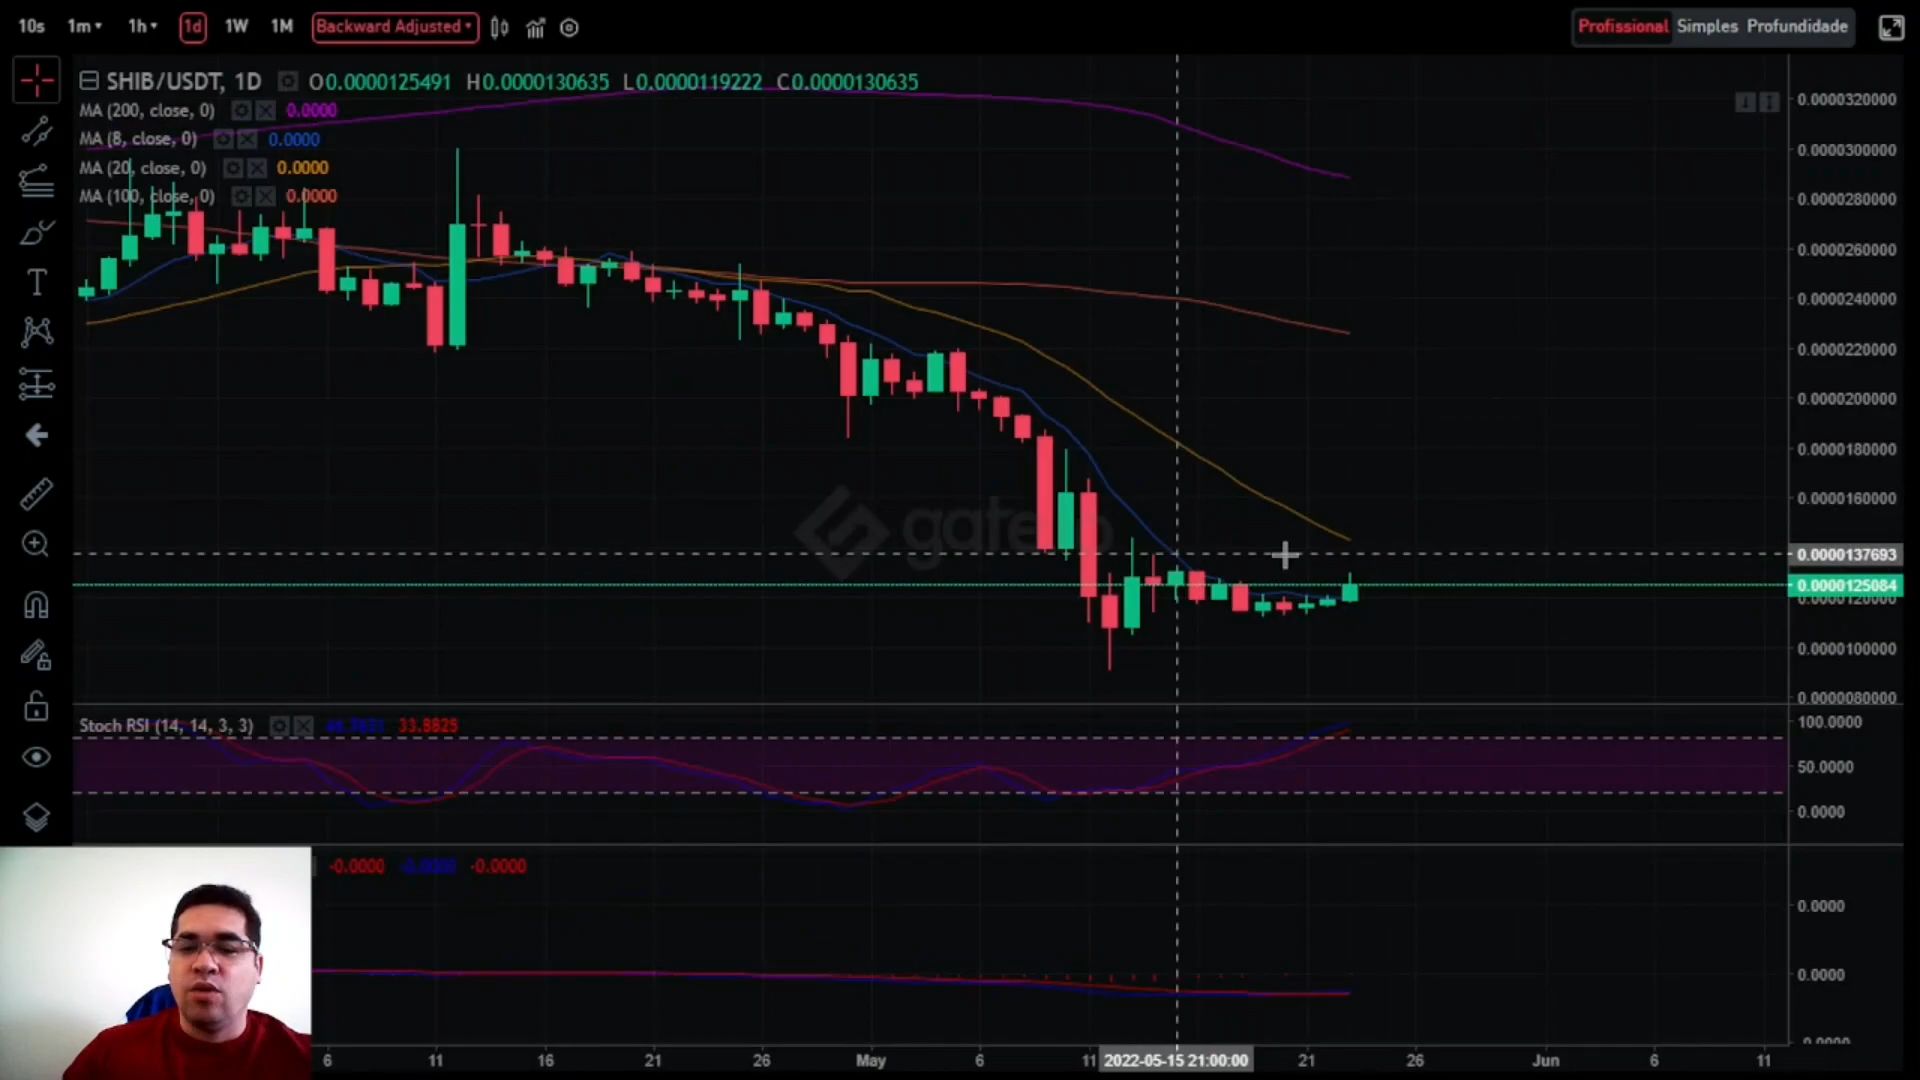 10s 1m 1h 1d 1W 1M Backward Adjusted Profissional Simples Profundidade
SHIB/USDT, 1D O0.0000125491 H0.0000130635 L0.0000119222 C0.0000130635
MA (200, close, 0) 0.0000
MA (8, close, 0) 0.0000
MA (20, close, 0) 0.0000
MA (100, close, 0) 0.0000
0.0000320000
0.0000300000
0.0000280000
0.0000260000
0.0000240000
0.0000220000
0.0000200000
0.0000180000
0.0000160000
gate
0.0000137693
0.0000125084
0.0000120000
0.0000100000
0.0000080000
Stoch RSI (14, 14, 3, 3) 33.8825
100.0000
50.0000
0.0000
-0.0000 -0.0000 -0.0000
0.0000
0.0000
6 11 16 21 26 May 6 11 2022-05-15 21:00:00 21 26 Jun 6 11